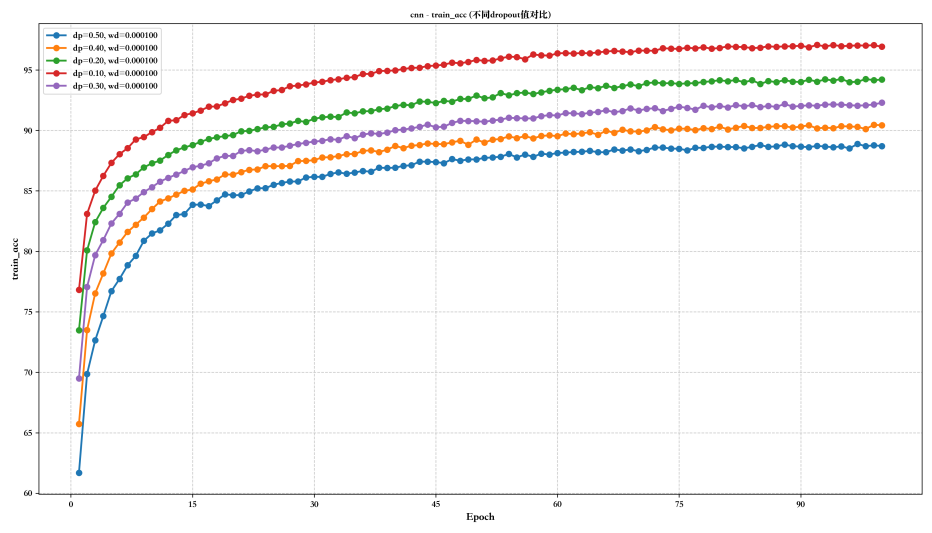 cnn - train_acc (不同dropout值对比)
dp=0.50, wd=0.000100
dp=0.40, wd=0.000100
dp=0.20, wd=0.000100
dp=0.10, wd=0.000100
dp=0.30, wd=0.000100
train_acc
95
90
85
80
75
70
65
60
0 15 30 45 60 75 90
Epoch